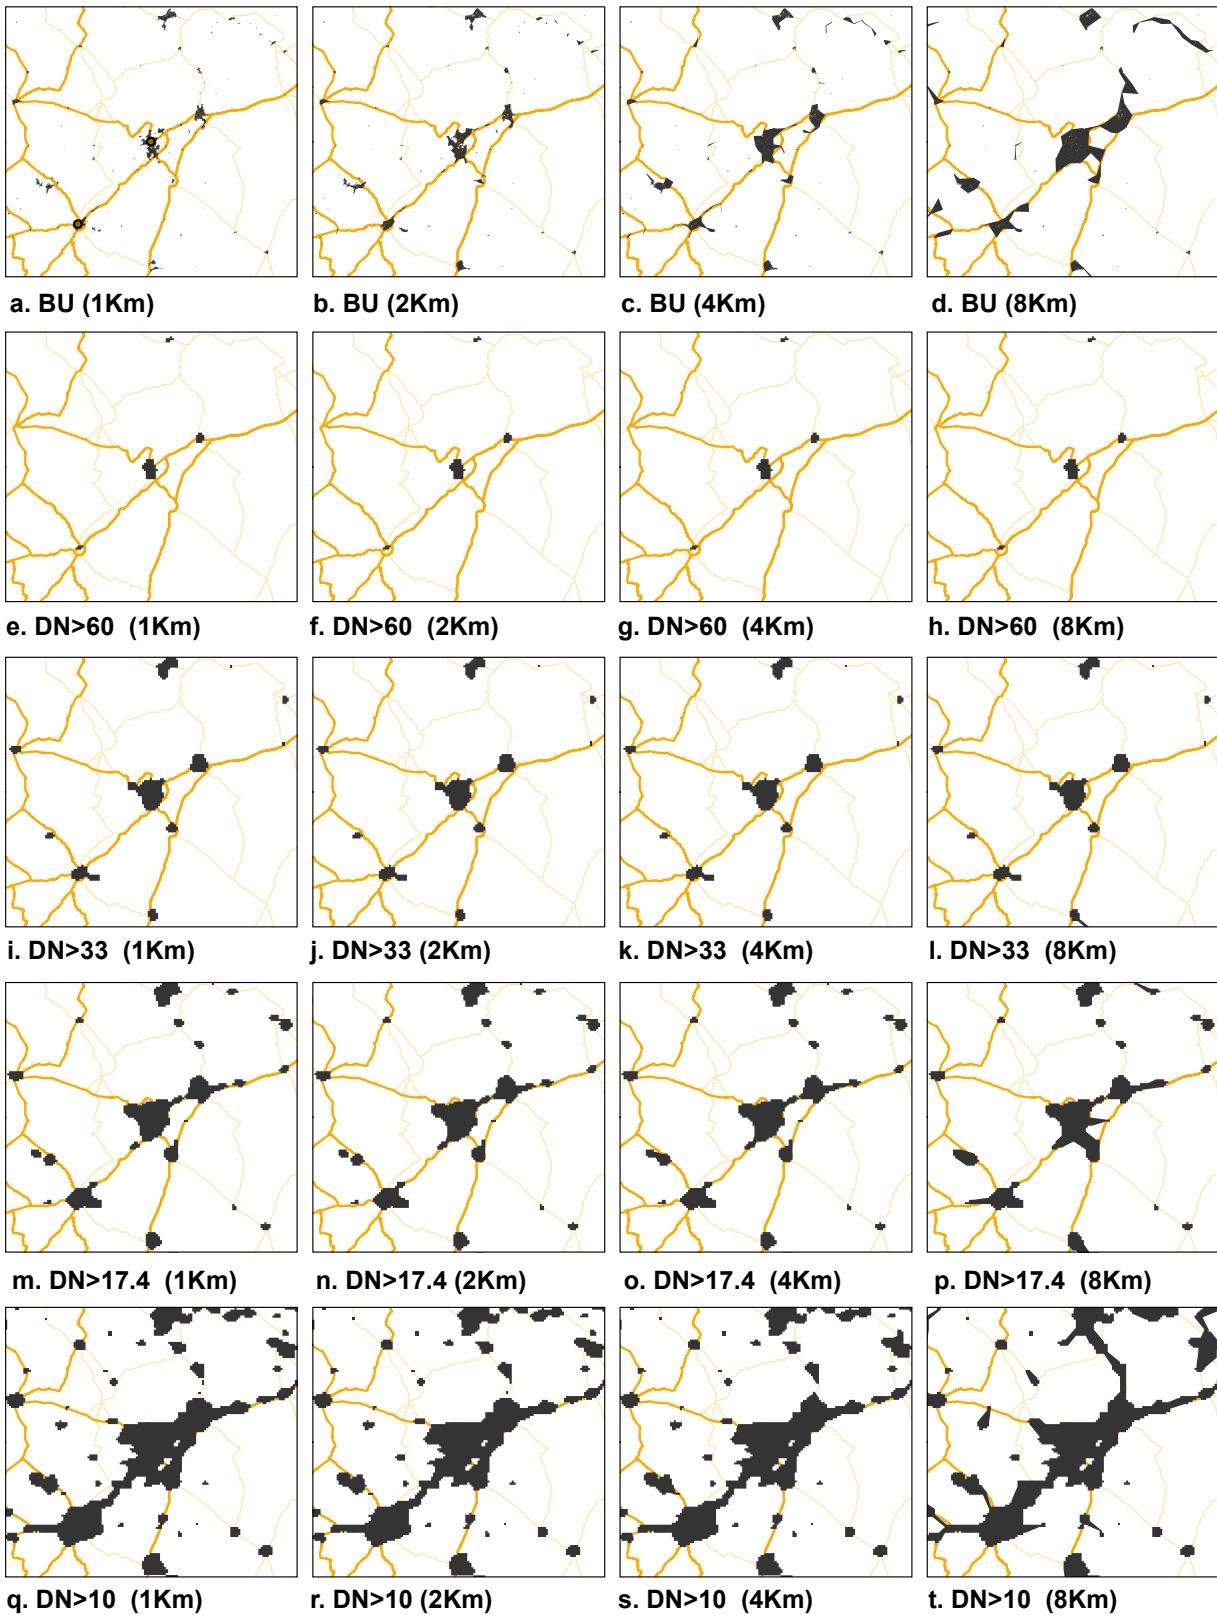 a. BU (1Km) b. BU (2Km) c. BU (4Km) d. BU (8Km)
e. DN>60 (1Km) f. DN>60 (2Km) g. DN>60 (4Km) h. DN>60 (8Km)
i. DN>33 (1Km) j. DN>33 (2Km) k. DN>33 (4Km) l. DN>33 (8Km)
m. DN>17.4 (1Km) n. DN>17.4 (2Km) o. DN>17.4 (4Km) p. DN>17.4 (8Km)
q. DN>10 (1Km) r. DN>10 (2Km) s. DN>10 (4Km) t. DN>10 (8Km)